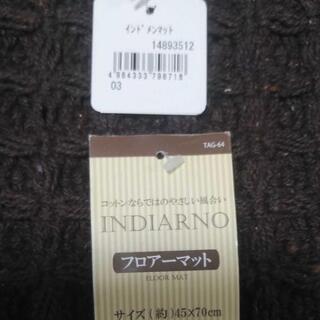 インド゛メンマット
14893512
4 984333 798718
03
TAG-64
コットンならではのやさしい風合い
INDIARNO
フロアーマット
FLOOR MAT
サイズ(約)45×70cm